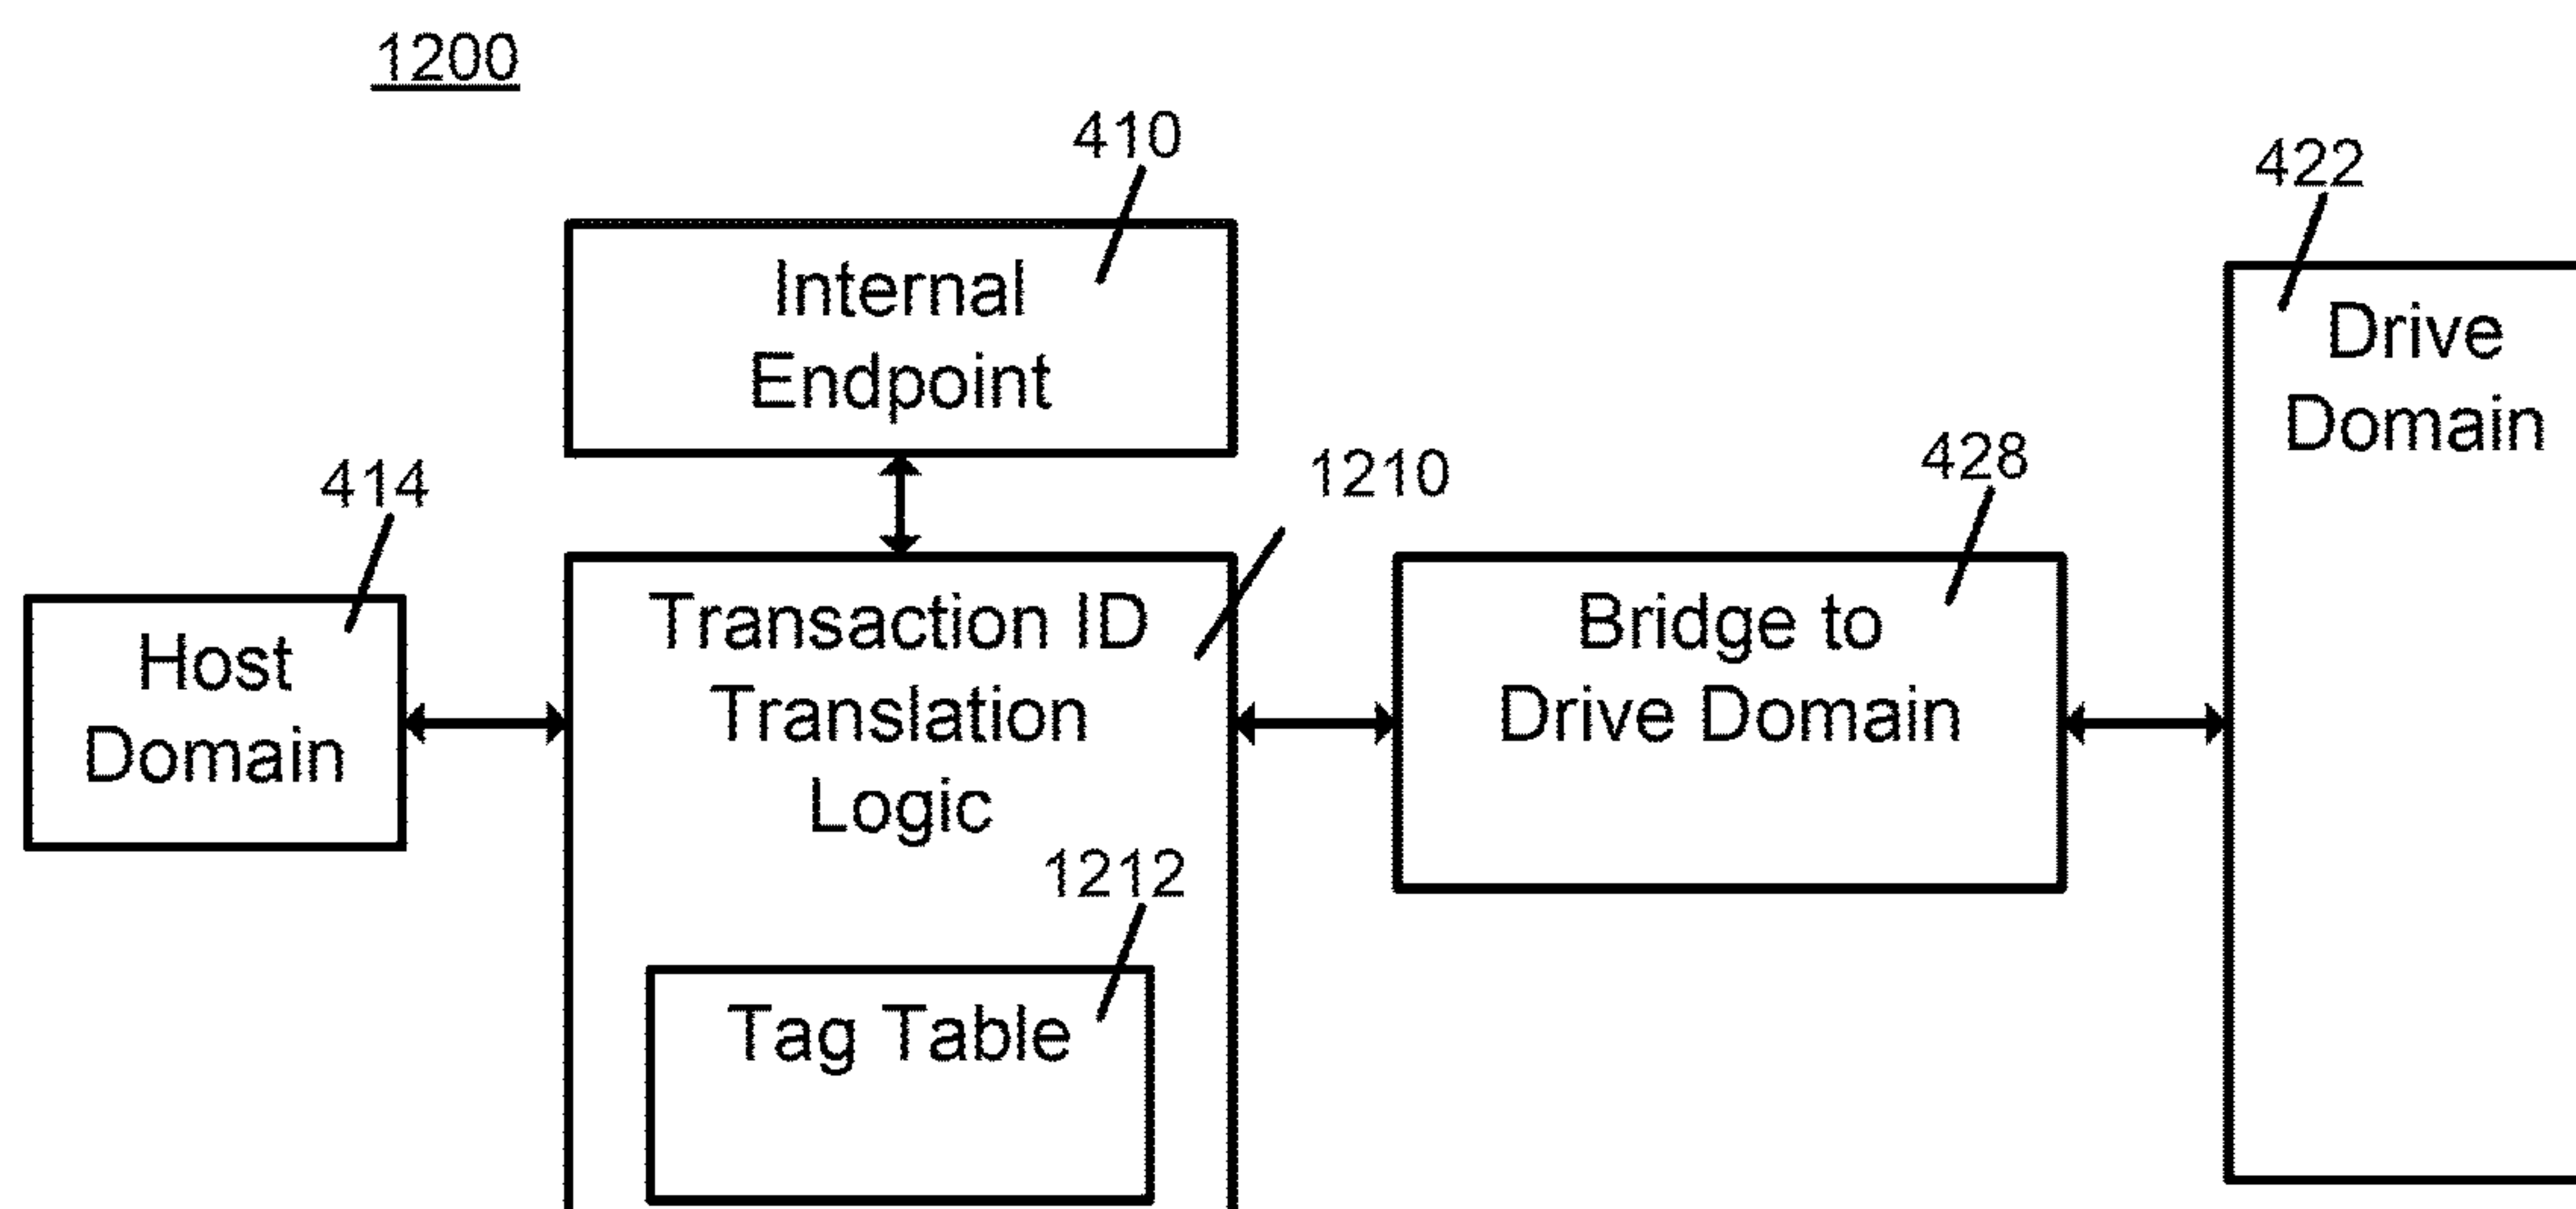 1200
410
Internal
Endpoint
422
Drive
Domain
414
Host
Domain
1210
Transaction ID
Translation
Logic
428
Bridge to
Drive Domain
1212
Tag Table